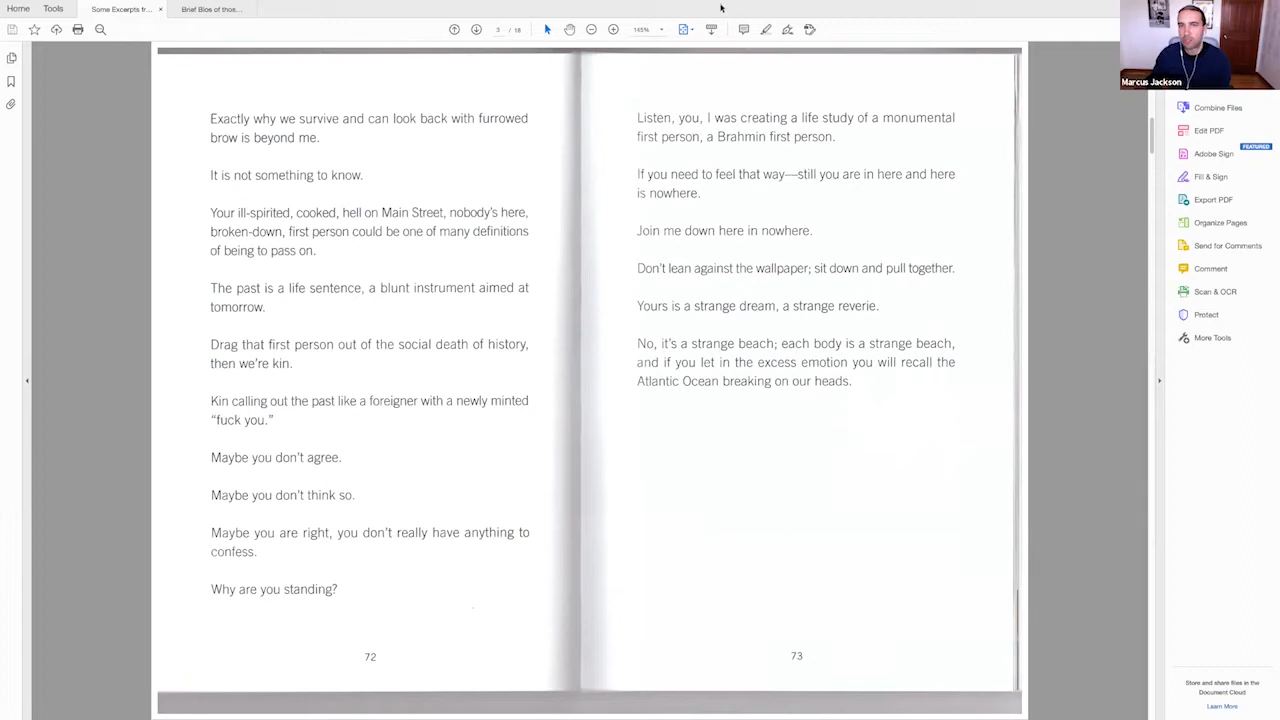 Home
Tools
Some Excerpts fr...
×
Brief Bios of thos...
3 / 18
145%
Marcus Jackson
Exactly why we survive and can look back with furrowed
brow is beyond me.
It is not something to know.
Your ill-spirited, cooked, hell on Main Street, nobody's here,
broken-down, first person could be one of many definitions
of being to pass on.
The past is a life sentence, a blunt instrument aimed at
tomorrow.
Drag that first person out of the social death of history,
then we're kin.
Kin calling out the past like a foreigner with a newly minted
“fuck you.”
Maybe you don't agree.
Maybe you don't think so.
Maybe you are right, you don't really have anything to
confess.
Why are you standing?
72
Listen, you, I was creating a life study of a monumental
first person, a Brahmin first person.
If you need to feel that way—still you are in here and here
is nowhere.
Join me down here in nowhere.
Don't lean against the wallpaper; sit down and pull together.
Yours is a strange dream, a strange reverie.
No, it's a strange beach; each body is a strange beach,
and if you let in the excess emotion you will recall the
Atlantic Ocean breaking on our heads.
73
Combine Files
Edit PDF
FEATURED
Adobe Sign
Fill & Sign
Export PDF
Organize Pages
Send for Comments
Comment
Scan & OCR
Protect
More Tools
Store and share files in the
Document Cloud
Learn More